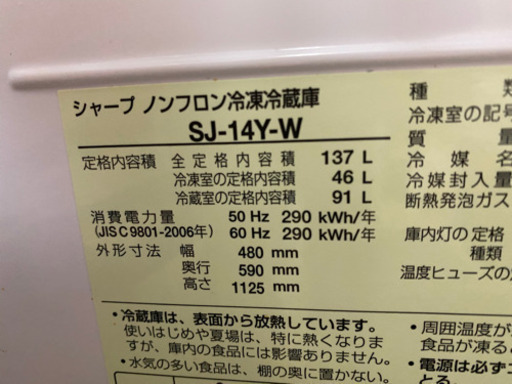 シャープ ノンフロン冷凍冷蔵庫
SJ-14Y-W
定格内容積 全定格内容積 137 L
冷凍室の定格内容積 46 L
冷蔵室の定格内容積 91 L
消費電力量 50 Hz 290 kWh/年
(JIS C 9801-2006年) 60 Hz 290 kWh/年
外形寸法 幅 480 mm
奥行 590 mm
高さ 1125 mm
・冷蔵庫は、表面から放熱しています。
使いはじめや夏場は、特に熱くなりま
すが、庫内の食品には影響ありません。
・水気の多い食品は、棚の奥に置かない。
種 類
冷凍室の記号
質 量
冷 媒 名
冷媒封入量
断熱発泡ガス
庫内灯の定格
種類
温度ヒューズの
・周囲温度が
食品が凍る
・電源は必ず